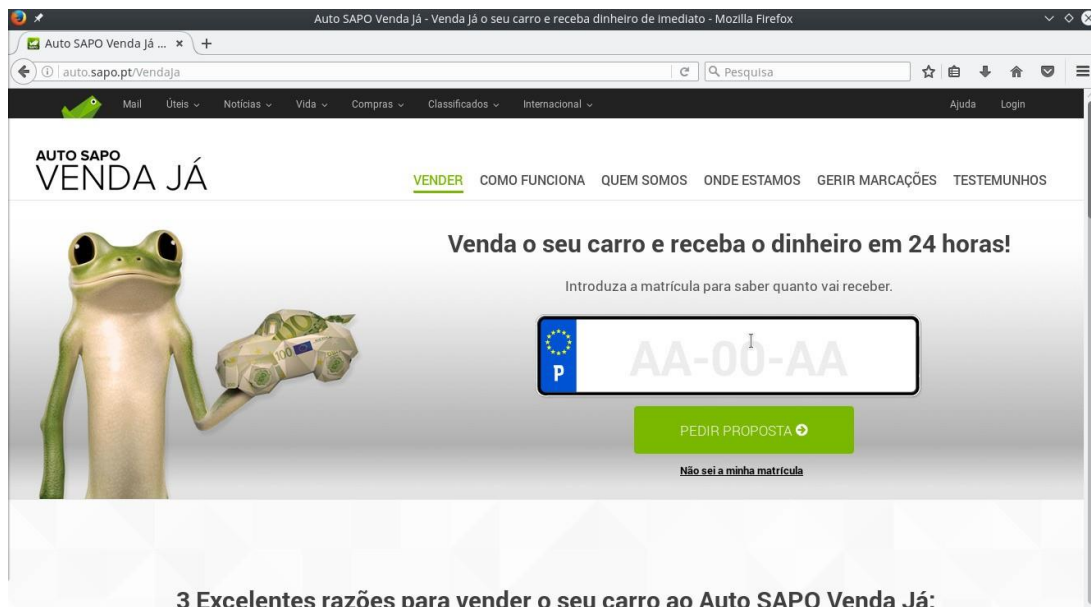 Auto SAPO Venda Já - Venda Já o seu carro e receba dinheiro de imediato - Mozilla Firefox
Auto SAPO Venda Já ...
auto.sapo.pt/VendaJa
Pesquisa
Mail Úteis Notícias Vida Compras Classificados Internacional Ajuda Login
AUTO SAPO
VENDA JÁ
VENDER COMO FUNCIONA QUEM SOMOS ONDE ESTAMOS GERIR MARCAÇÕES TESTEMUNHOS
Venda o seu carro e receba o dinheiro em 24 horas!
Introduza a matrícula para saber quanto vai receber.
P AA-00-AA
100
PEDIR PROPOSTA
Não sei a minha matrícula
3 Excelentes razões para vender o seu carro ao Auto SAPO Venda Já: